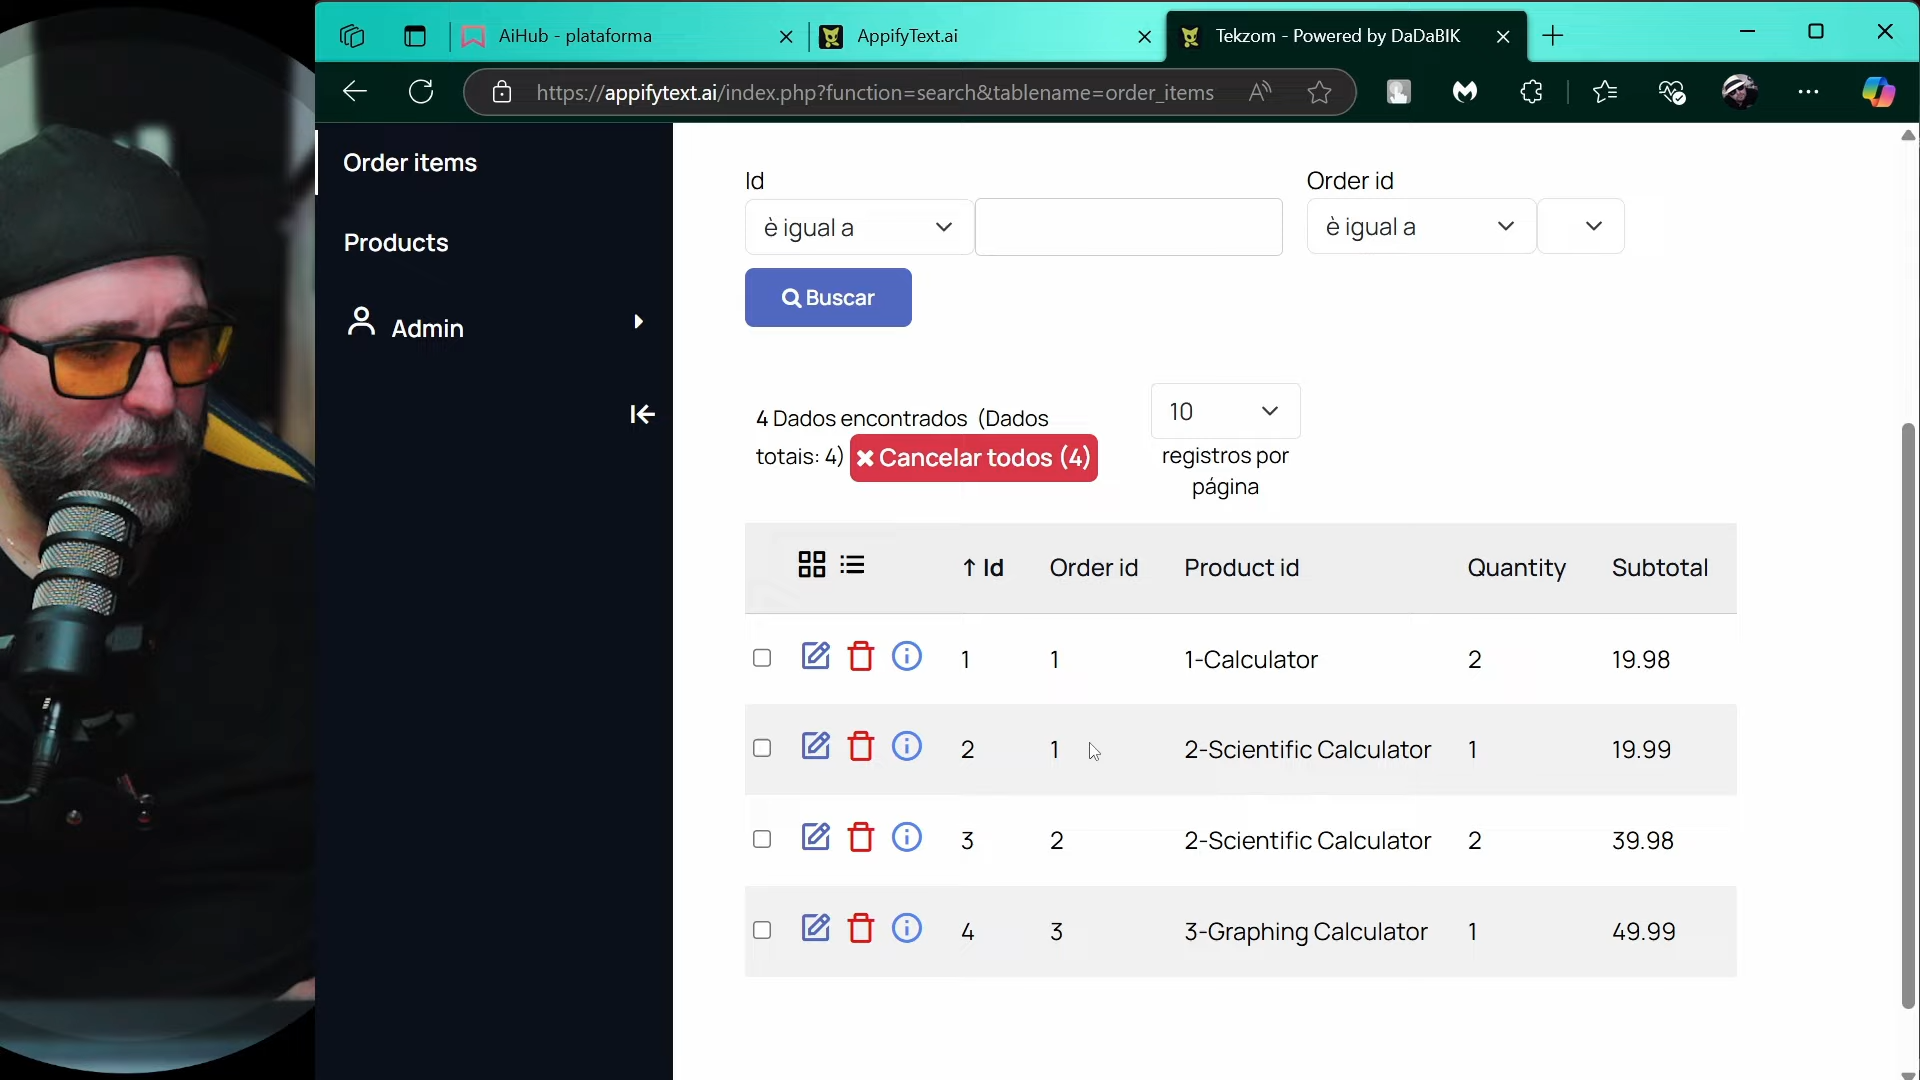 AiHub - plataforma
AppifyText.ai
Tekzom - Powered by DaDaBIK
https://appifytext.ai/index.php?function=search&tablename=order_items
Order items
Products
Admin
Id
è igual a
Order id
è igual a
Buscar
4 Dados encontrados (Dados
totais: 4) Cancelar todos (4)
10
registros por
página
↑ Id Order id Product id Quantity Subtotal
1 1 1-Calculator 2 19.98
2 1 2-Scientific Calculator 1 19.99
3 2 2-Scientific Calculator 2 39.98
4 3 3-Graphing Calculator 1 49.99